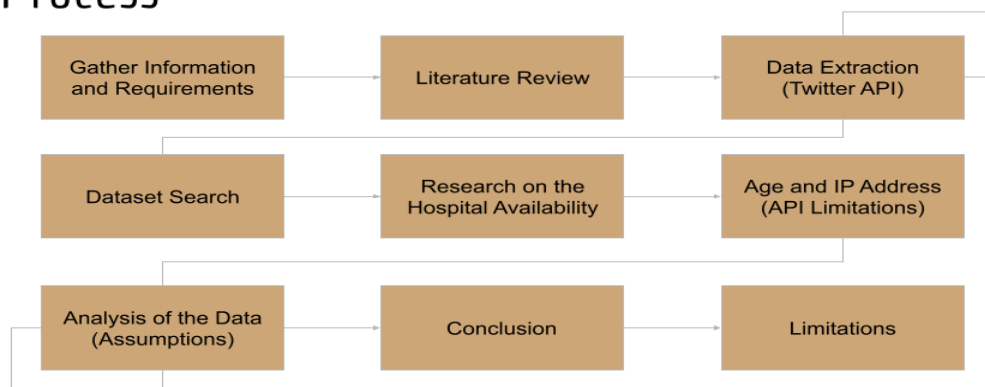 Process
Gather Information
and Requirements
Literature Review
Data Extraction
(Twitter API)
Dataset Search
Research on the
Hospital Availability
Age and IP Address
(API Limitations)
Analysis of the Data
(Assumptions)
Conclusion
Limitations